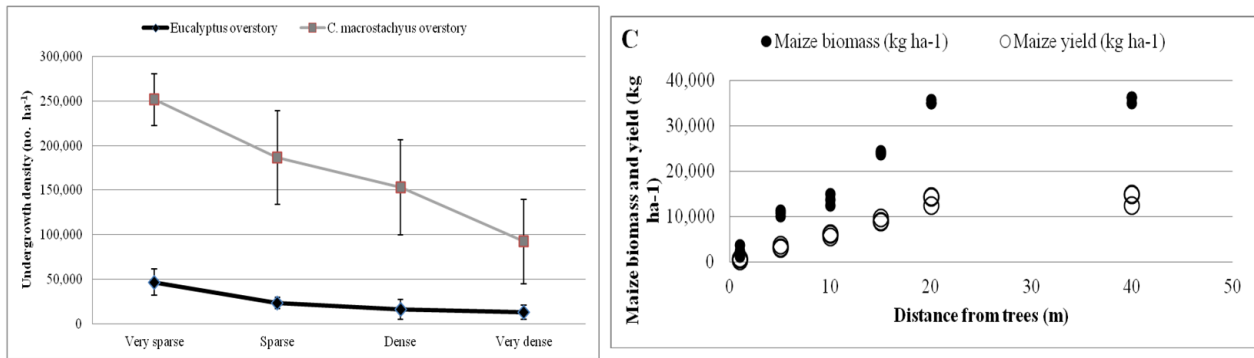 Eucalyptus overstory
C. macrostachyus overstory
Undergrowth density (no. ha-1)
300,000
250,000
200,000
150,000
100,000
50,000
0
Very sparse
Sparse
Dense
Very dense
C
Maize biomass (kg ha-1)
Maize yield (kg ha-1)
Maize biomass and yield (kg
ha-1)
40,000
30,000
20,000
10,000
0
0
10
20
30
40
50
Distance from trees (m)